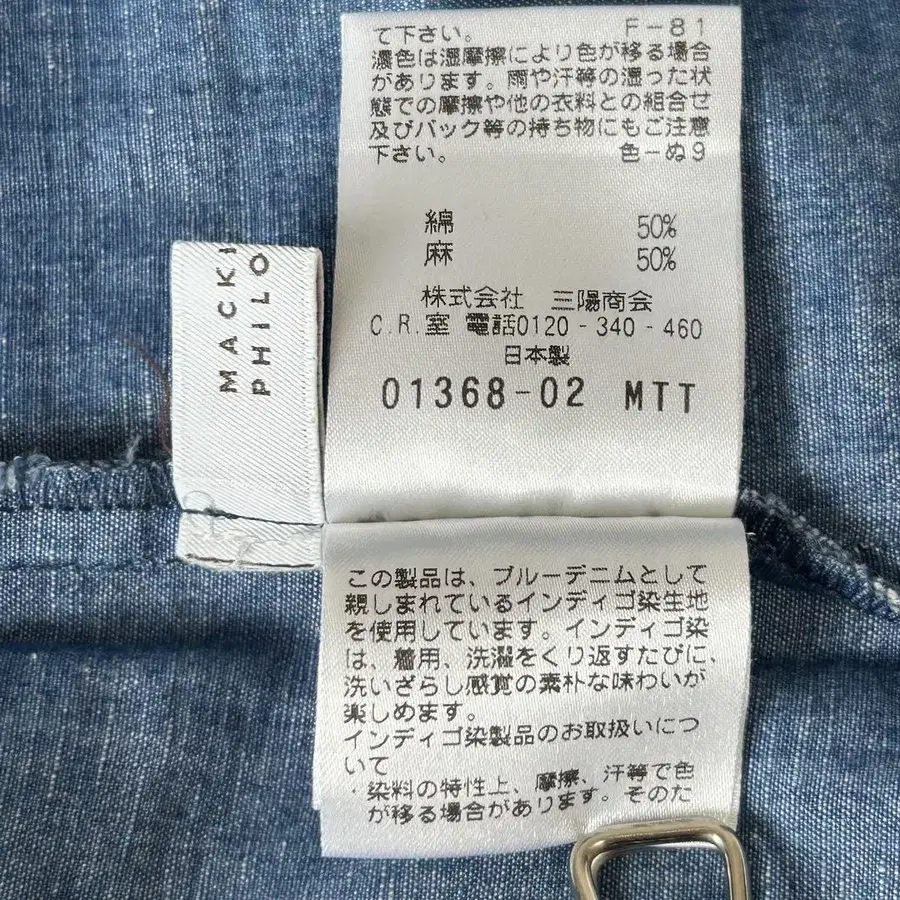 て下さい。 F-81
濃色は湿摩擦により色が移る場合
があります。雨や汗等の湿った状
態での摩擦や他の衣料との組合せ
及びバック等の持ち物にもご注意
下さい。 色-ぬ9
綿 50%
麻 50%
株式会社 三陽商会
C.R.室 電話0120-340-460
日本製
01368-02 MTT
MACKI
PHILO
この製品は、ブルーデニムとして
親しまれているインディゴ染生地
を使用しています。インディゴ染
は、着用、洗濯をくり返すたびに、
洗いざらし感覚の素朴な味わいが
楽しめます。
インディゴ染製品のお取扱いにつ
いて
・染料の特性上、摩擦、汗等で色
が移る場合があります。そのた